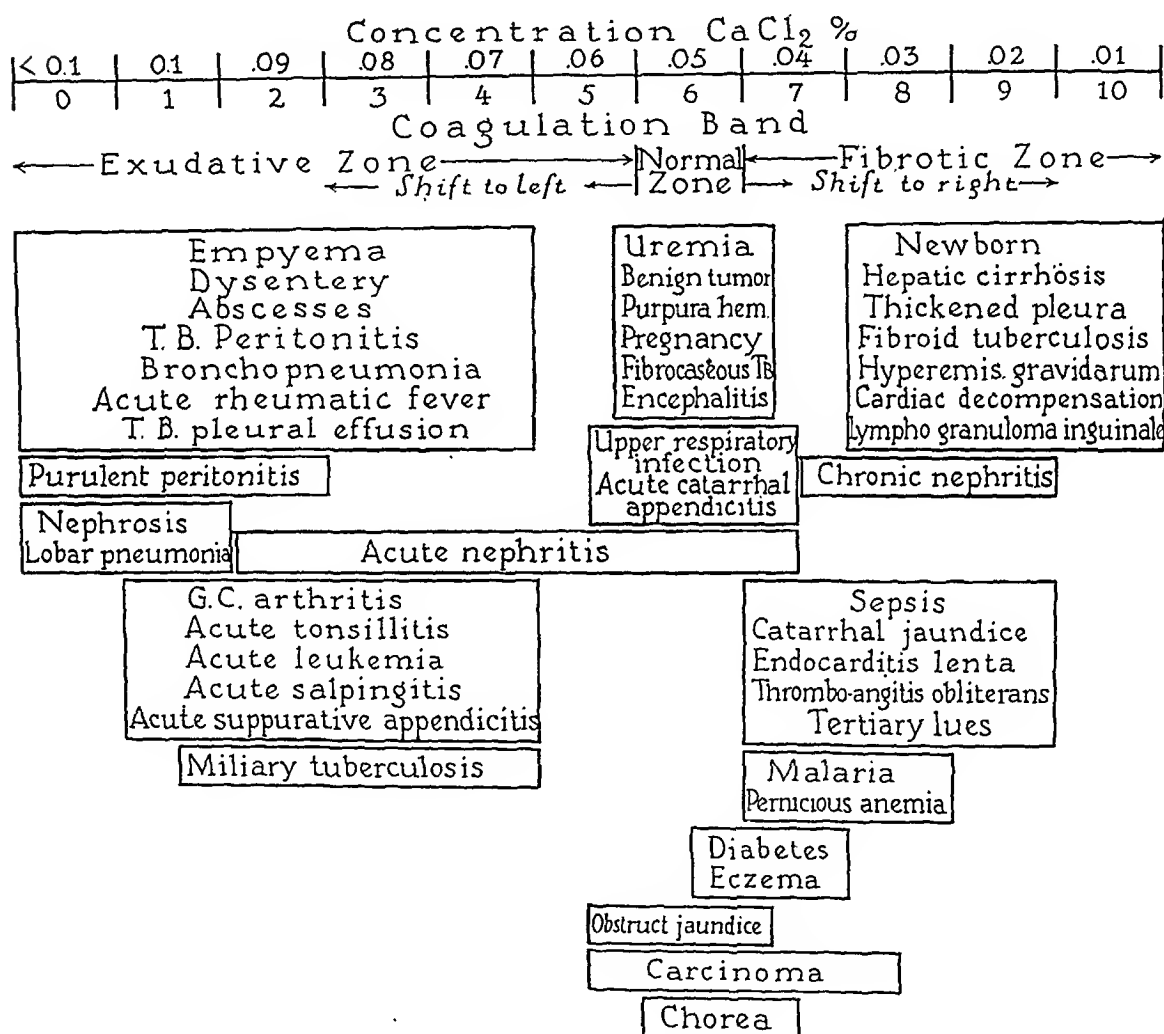 Concentration CaCl₂ %
< 0.1 0.1 .09 .08 .07 .06 .05 .04 .03 .02 .01
0 1 2 3 4 5 6 7 8 9 10
Coagulation Band
Exudative Zone Normal Zone Fibrotic Zone
Shift to left Shift to right
Empyema
Dysentery
Abscesses
T. B. Peritonitis
Bronchopneumonia
Acute rheumatic fever
T. B. pleural effusion
Uremia
Benign tumor
Purpura hem.
Pregnancy
Fibrocaseous TB
Encephalitis
Newborn
Hepatic cirrhösis
Thickened pleura
Fibroid tuberculosis
Hyperemis. gravidarum
Cardiac decompensation
Lympho granuloma inguinale
Purulent peritonitis
Upper respiratory
infection
Acute catarrhal
appendicitis
Chronic nephritis
Nephrosis
Lobar pneumonia
Acute nephritis
G.C. arthritis
Acute tonsillitis
Acute leukemia
Acute salpingitis
Acute suppurative appendicitis
Sepsis
Catarrhal jaundice
Endocarditis lenta
Thrombo-angitis obliterans
Tertiary lues
Miliary tuberculosis
Malaria
Pernicious anemia
Diabetes
Eczema
Obstruct jaundice
Carcinoma
Chorea